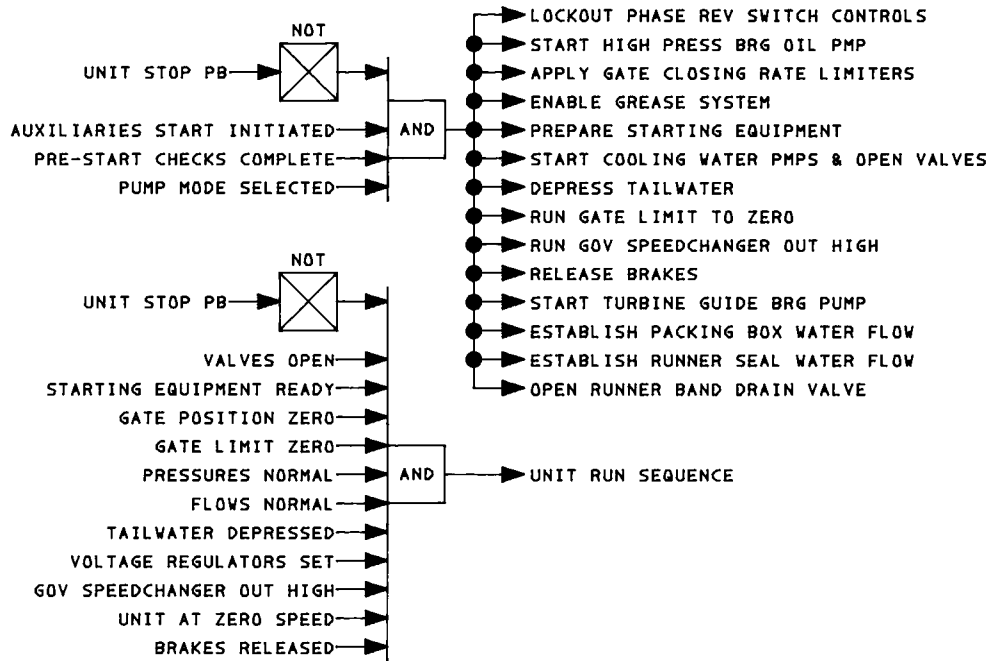 NOT
UNIT STOP PB
AUXILIARIES START INITIATED
PRE-START CHECKS COMPLETE
PUMP MODE SELECTED
AND
LOCKOUT PHASE REV SWITCH CONTROLS
START HIGH PRESS BRG OIL PMP
APPLY GATE CLOSING RATE LIMITERS
ENABLE GREASE SYSTEM
PREPARE STARTING EQUIPMENT
START COOLING WATER PMPS & OPEN VALVES
DEPRESS TAILWATER
RUN GATE LIMIT TO ZERO
RUN GOV SPEEDCHANGER OUT HIGH
RELEASE BRAKES
START TURBINE GUIDE BRG PUMP
ESTABLISH PACKING BOX WATER FLOW
ESTABLISH RUNNER SEAL WATER FLOW
OPEN RUNNER BAND DRAIN VALVE
NOT
UNIT STOP PB
VALVES OPEN
STARTING EQUIPMENT READY
GATE POSITION ZERO
GATE LIMIT ZERO
PRESSURES NORMAL
FLOWS NORMAL
TAILWATER DEPRESSED
VOLTAGE REGULATORS SET
GOV SPEEDCHANGER OUT HIGH
UNIT AT ZERO SPEED
BRAKES RELEASED
AND
UNIT RUN SEQUENCE